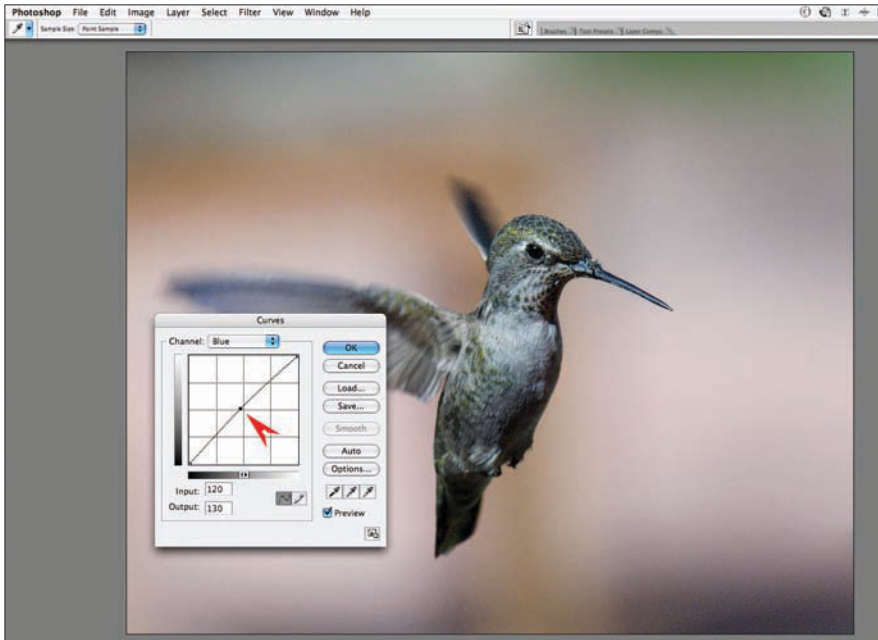 Photoshop File Edit Image Layer Select Filter View Window Help
Sample Size: Point Sample
Brushes Tool Presets Layer Comps
Curves
Channel: Blue
OK
Cancel
Load...
Save...
Smooth
Auto
Options...
Input: 120
Output: 130
Preview